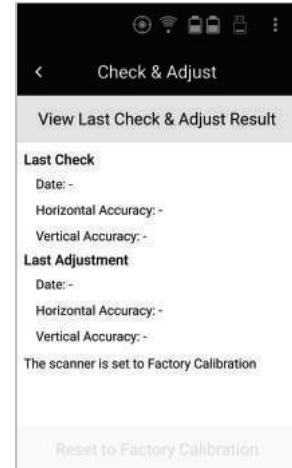 Check & Adjust
View Last Check & Adjust Result
Last Check
Date: -
Horizontal Accuracy: -
Vertical Accuracy: -
Last Adjustment
Date: -
Horizontal Accuracy: -
Vertical Accuracy: -
The scanner is set to Factory Calibration
Reset to Factory Calibration